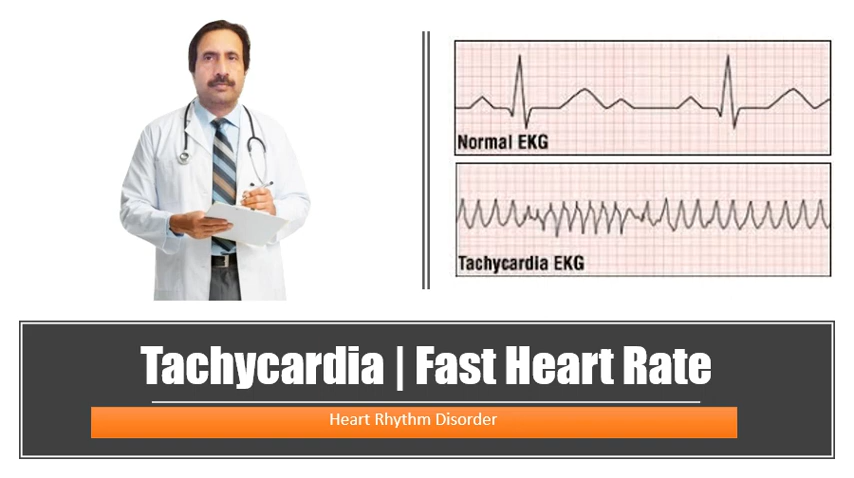 Normal EKG
Tachycardia EKG
Tachycardia | Fast Heart Rate
Heart Rhythm Disorder